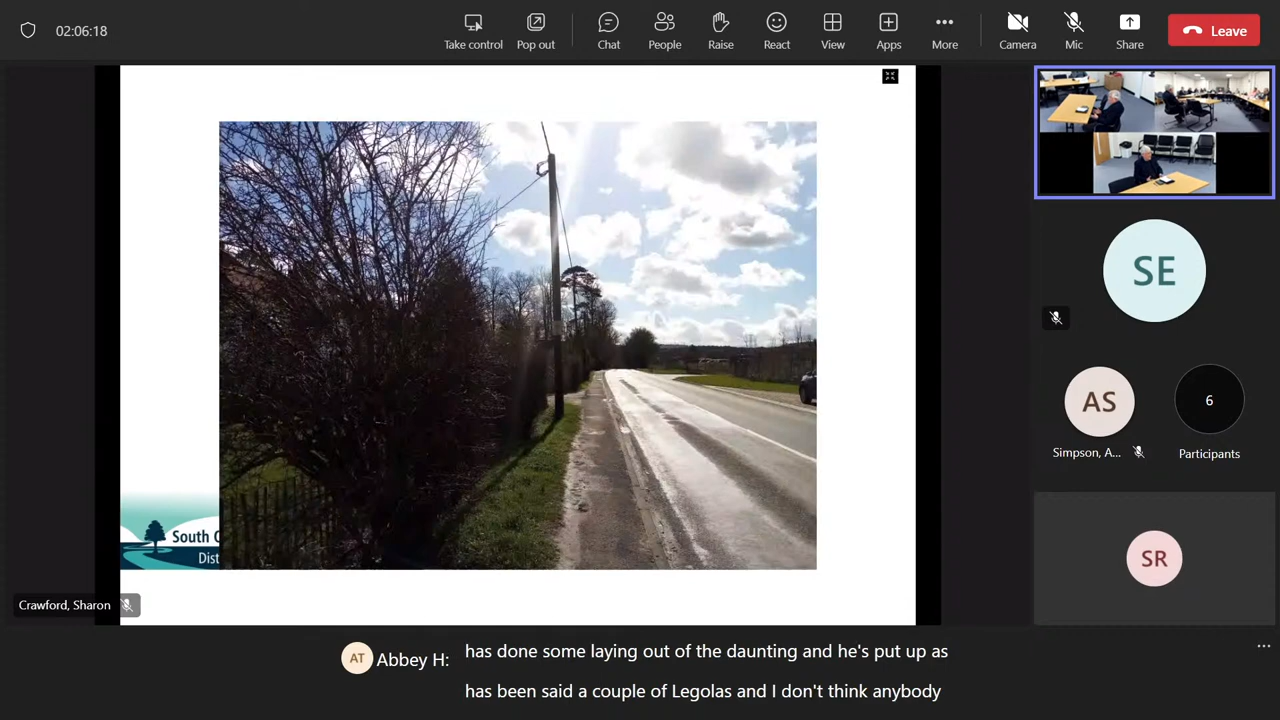 02:06:18
Take control
Pop out
Chat
People
Raise
React
View
Apps
More
Camera
Mic
Share
Leave
SE
AS
6
Simpson, A...
Participants
South
Dist
SR
Crawford, Sharon
AT
Abbey H:
has done some laying out of the daunting and he's put up as
has been said a couple of Legolas and I don't think anybody